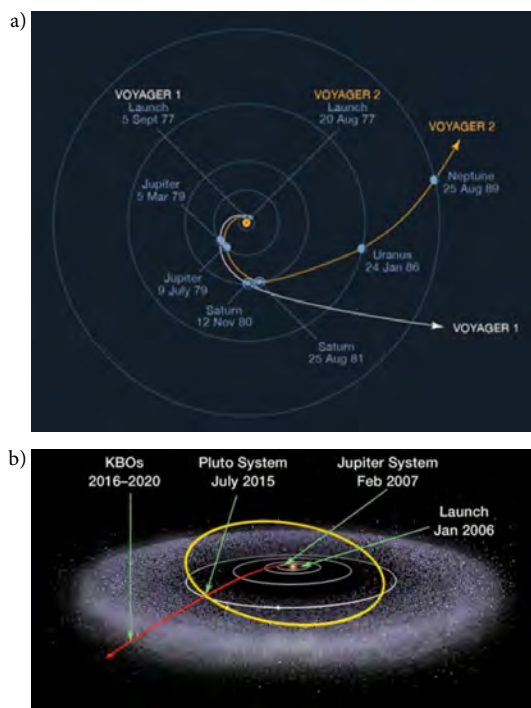 a)
VOYAGER 1
Launch
5 Sept 77
VOYAGER 2
Launch
20 Aug 77
VOYAGER 2
Neptune
25 Aug 89
Jupiter
5 Mar 79
Uranus
24 Jan 86
Jupiter
9 July 79
Saturn
12 Nov 80
VOYAGER 1
Saturn
25 Aug 81
b)
KBOs
2016–2020
Pluto System
July 2015
Jupiter System
Feb 2007
Launch
Jan 2006